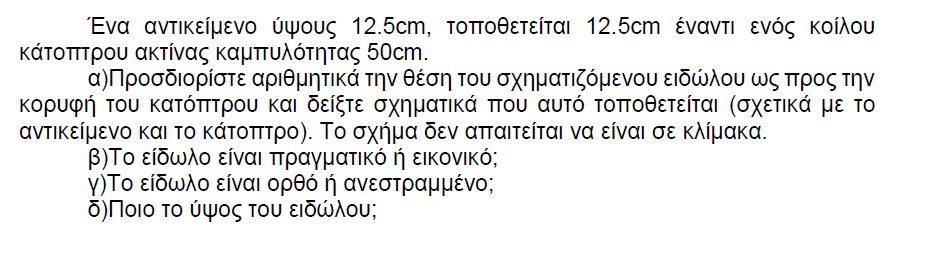 Ένα αντικείμενο ύψους 12.5cm, τοποθετείται 12.5cm έναντι ενός κοίλου
κάτοπτρου ακτίνας καμπυλότητας 50cm.
α)Προσδιορίστε αριθμητικά την θέση του σχηματιζόμενου ειδώλου ως προς την
κορυφή του κατόπτρου και δείξτε σχηματικά που αυτό τοποθετείται (σχετικά με το
αντικείμενο και το κάτοπτρο). Το σχήμα δεν απαιτείται να είναι σε κλίμακα.
β)Το είδωλο είναι πραγματικό ή εικονικό;
γ)Το είδωλο είναι ορθό ή ανεστραμμένο;
δ)Ποιο το ύψος του ειδώλου;